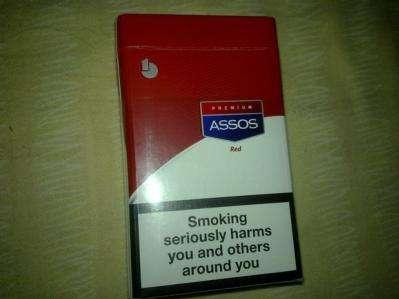 PREMIUM
ASSOS
Red
Smoking
seriously harms
you and others
around you